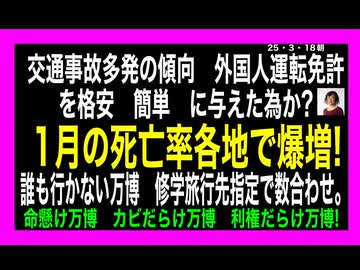 25・3・18朝
交通事故多発の傾向　外国人運転免許
を格安　簡単　に与えた為か?
1月の死亡率各地で爆増!
誰も行かない万博　修学旅行先指定で数合わせ。
命懸け万博　カビだらけ万博　利権だらけ万博!